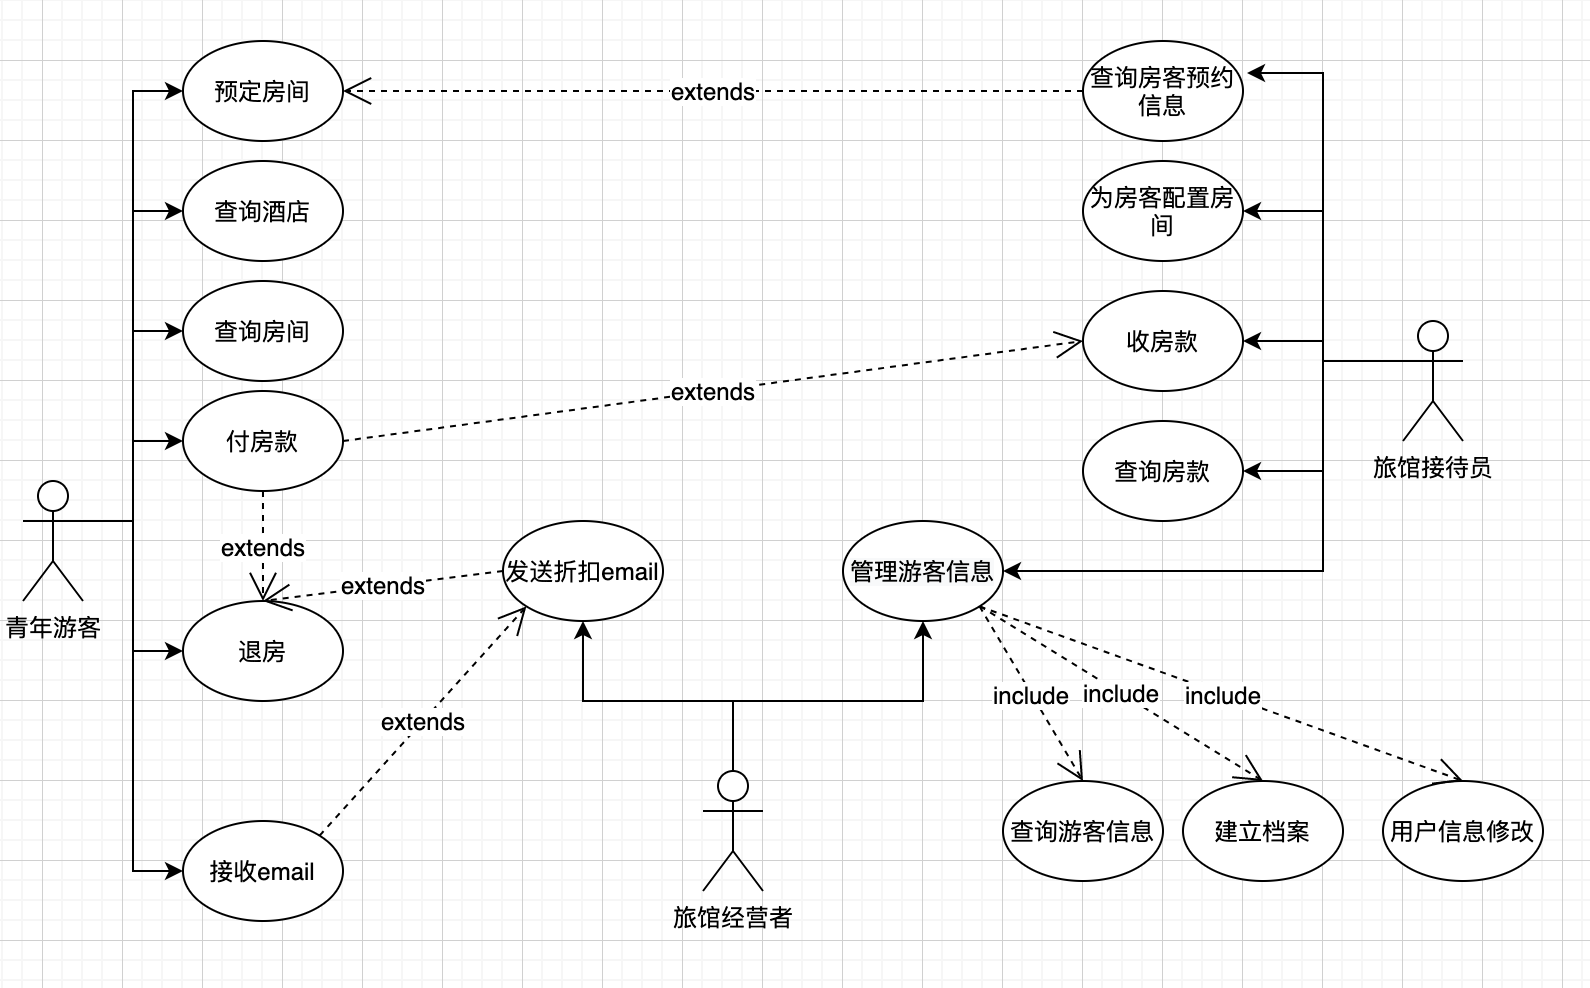 预定房间
extends
查询房客预约
信息
查询酒店
为房客配置房
间
查询房间
收房款
extends
付房款
查询房款
旅馆接待员
extends
extends
发送折扣email
管理游客信息
青年游客
退房
extends
include
include
include
接收email
旅馆经营者
查询游客信息
建立档案
用户信息修改